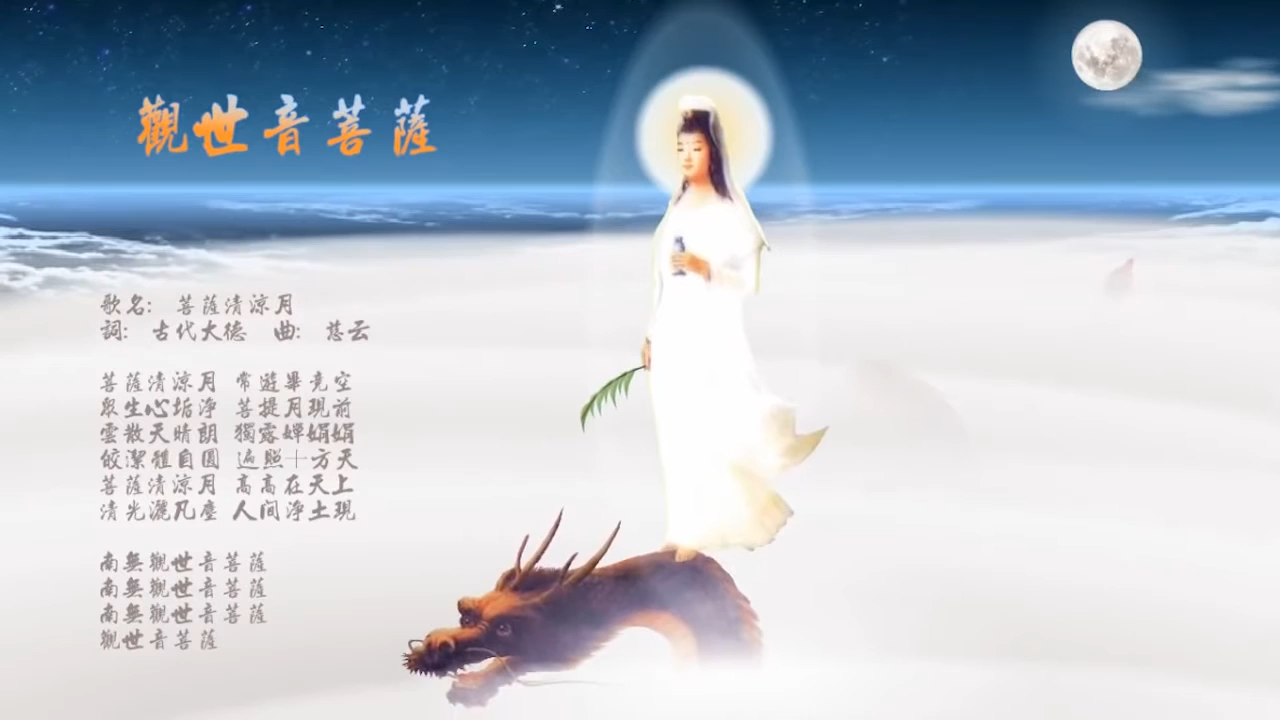 觀世音菩薩
歌名: 菩薩清涼月
詞: 古代大德 曲: 慈云
菩薩清涼月 常遊畢竟空
眾生心垢淨 菩提月現前
雲散天晴朗 獨露嬋娟娟
皎潔體自圓 遍照十方天
菩薩清涼月 高高在天上
清光灑凡塵 人间淨土現
南無觀世音菩薩
南無觀世音菩薩
南無觀世音菩薩
觀世音菩薩